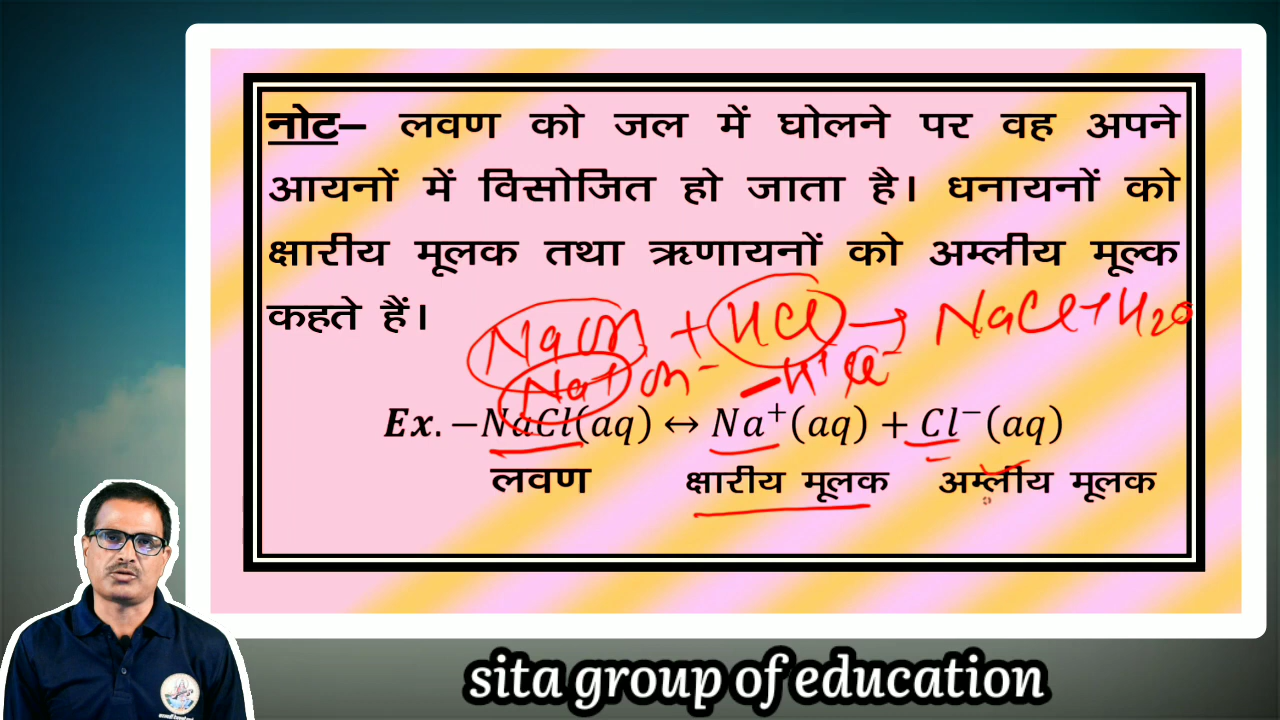 नोट– लवण को जल में घोलने पर वह अपने
आयनों में विसोजित हो जाता है। धनायनों को
क्षारीय मूलक तथा ऋणायनों को अम्लीय मूल्क
कहते हैं।
NaOH + HCl → NaCl + H2O
Na+ OH- H+ Cl-
Ex. – NaCl(aq) ↔ Na⁺(aq) + Cl⁻(aq)
लवण क्षारीय मूलक अम्लीय मूलक
sita group of education